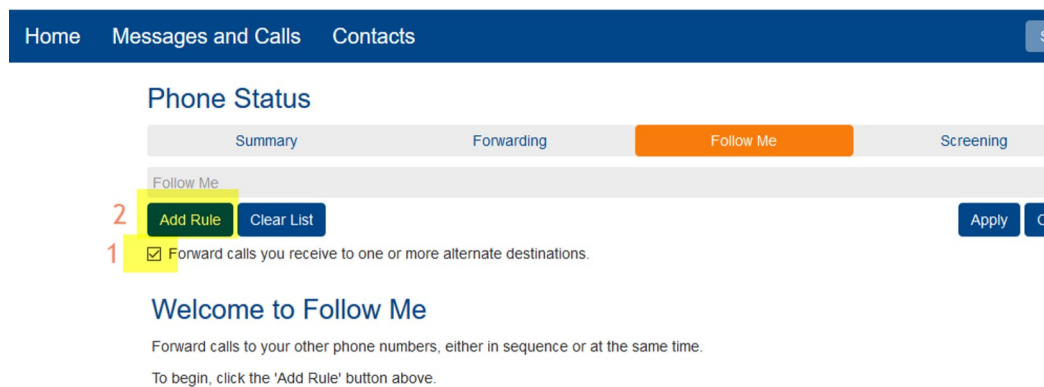 Home Messages and Calls Contacts
Phone Status
Summary Forwarding Follow Me Screening
Follow Me
2 Add Rule Clear List Apply
1 Forward calls you receive to one or more alternate destinations.
Welcome to Follow Me
Forward calls to your other phone numbers, either in sequence or at the same time.
To begin, click the 'Add Rule' button above.